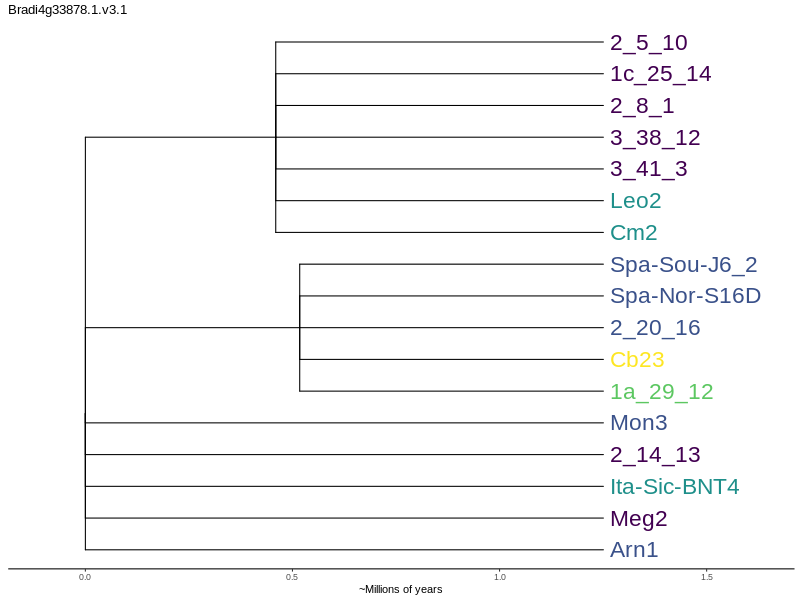 Bradi4g33878.1.v3.1
2_5_10
1c_25_14
2_8_1
3_38_12
3_41_3
Leo2
Cm2
Spa-Sou-J6_2
Spa-Nor-S16D
2_20_16
Cb23
1a_29_12
Mon3
2_14_13
Ita-Sic-BNT4
Meg2
Arn1
0.0 0.5 1.0 1.5
~Millions of years